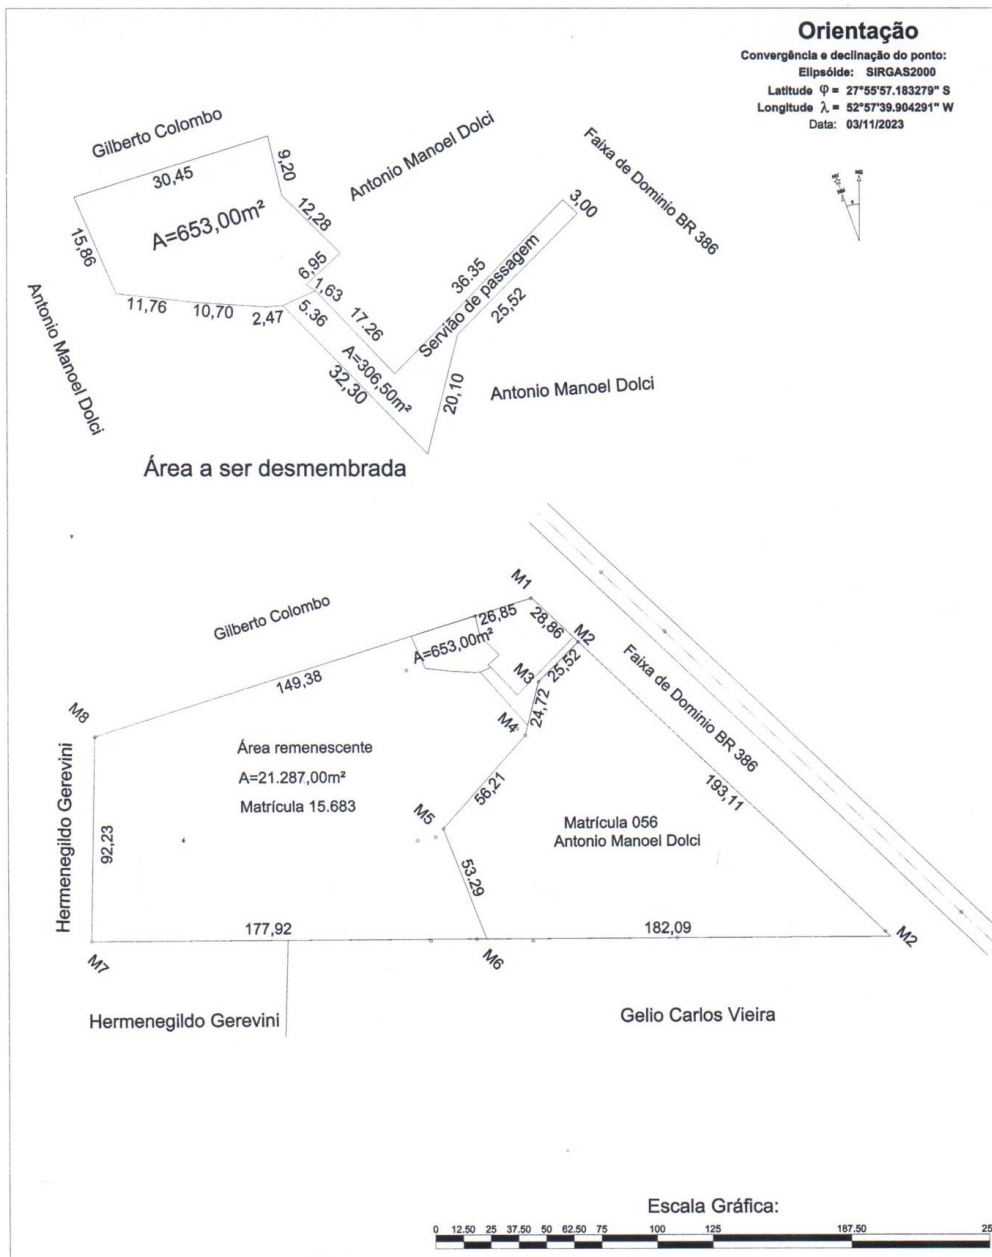 Orientação
Convergência e declinação do ponto:
Elipsóide: SIRGAS2000
Latitude φ = 27°55'57.183279" S
Longitude λ = 52°57'39.904291" W
Data: 03/11/2023
Gilberto Colombo
30,45
9,20
Antonio Manoel Dolci
Faixa de Dominio BR 386
12,28
3,00
A=653,00m²
15,86
6,95
36.35
Servião de passagem
25,52
1,63
Antonio Manoel Dolci
11,76
10,70
2,47
5.36
17.26
A=306,50m²
32,30
20,10
Antonio Manoel Dolci
Área a ser desmembrada
M1
26,85
28,86
M2
Gilberto Colombo
A=653,00m²
149,38
M3
25,52
Faixa de Dominio BR 386
24,72
M4
M8
Área remenescente
A=21.287,00m²
Matrícula 15.683
56,21
193,11
Hermenegildo Gerevini
92,23
M5
Matrícula 056
Antonio Manoel Dolci
53.29
177,92
182,09
M7
M6
M2
Hermenegildo Gerevini
Gelio Carlos Vieira
Escala Gráfica:
0 12.50 25 37.50 50 62.50 75 100 125 187.50 25